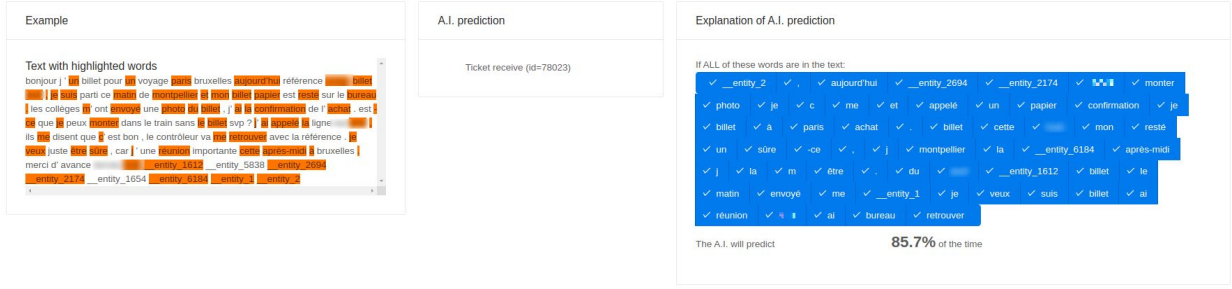 Example
Text with highlighted words
bonjour j ' un billet pour un voyage paris bruxelles aujourd'hui référence billet
. je suis parti ce matin de montpellier et mon billet papier est resté sur le bureau
, les collèges m' ont envoyé une photo du billet , j' ai la confirmation de l' achat . est -
ce que je peux monter dans le train sans le billet svp ? j' ai appelé la ligne ,
ils me disent que c' est bon , le contrôleur va me retrouver avec la référence . je
veux juste être sûre , car j ' une réunion importante cette après-midi à bruxelles .
merci d' avance __entity_1612 __entity_5838 __entity_2694
__entity_2174 __entity_1654 __entity_6184 __entity_1 __entity_2
A.I. prediction
Ticket receive (id=78023)
Explanation of A.I. prediction
If ALL of these words are in the text:
✓ __entity_2 ✓ , ✓ aujourd'hui ✓ __entity_2694 ✓ __entity_2174 ✓ ✓ monter
✓ photo ✓ je ✓ c ✓ me ✓ et ✓ appelé ✓ un ✓ papier ✓ confirmation ✓ je
✓ billet ✓ à ✓ paris ✓ achat ✓ . ✓ billet ✓ cette ✓ ✓ mon ✓ resté
✓ un ✓ sûre ✓ -ce ✓ , ✓ j ✓ montpellier ✓ la ✓ __entity_6184 ✓ après-midi
✓ j ✓ la ✓ m ✓ être ✓ . ✓ du ✓ ✓ __entity_1612 ✓ billet ✓ le
✓ matin ✓ envoyé ✓ me ✓ __entity_1 ✓ je ✓ veux ✓ suis ✓ billet ✓ ai
✓ réunion ✓ ✓ ai ✓ bureau ✓ retrouver
The A.I. will predict 85.7% of the time